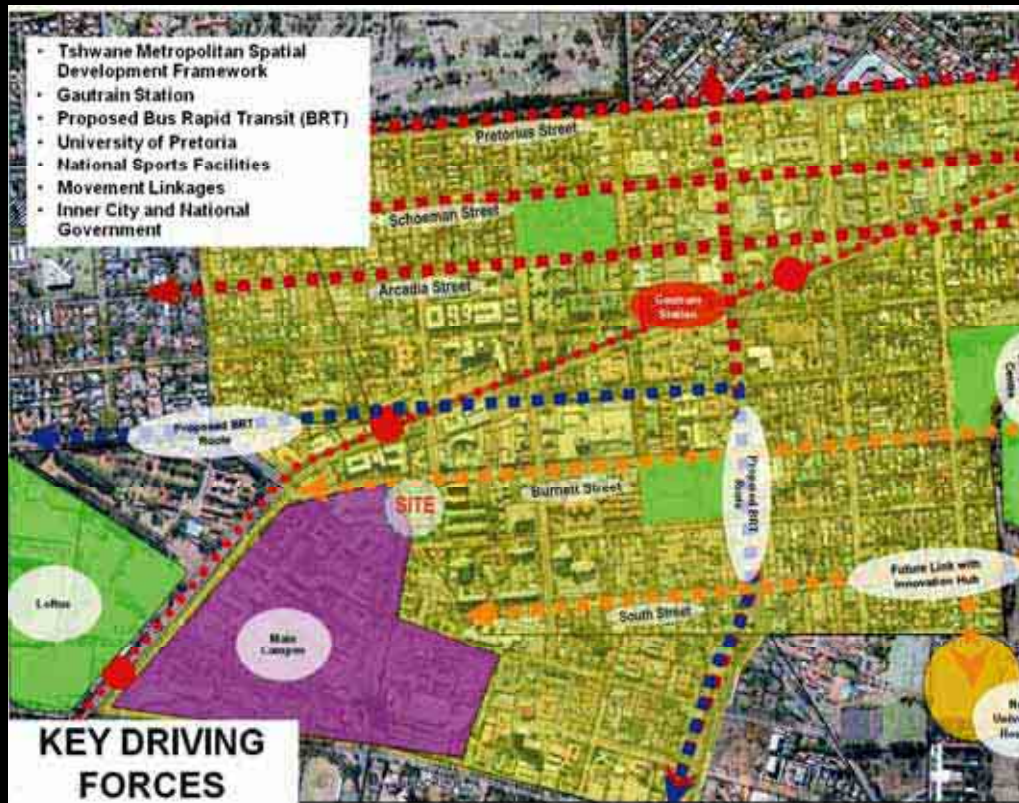 • Tshwane Metropolitan Spatial
Development Framework
• Gautrain Station
• Proposed Bus Rapid Transit (BRT)
• University of Pretoria
• National Sports Facilities
• Movement Linkages
• Inner City and National
Government
Pretorius Street
Schoeman Street
Arcadia Street
Gautrain
Station
Proposed BRT
Route
Burnett Street
Proposed BRT
Route
SITE
Future Link with
Innovation Hub
South Street
Loftus
Main
Campus
KEY DRIVING
FORCES